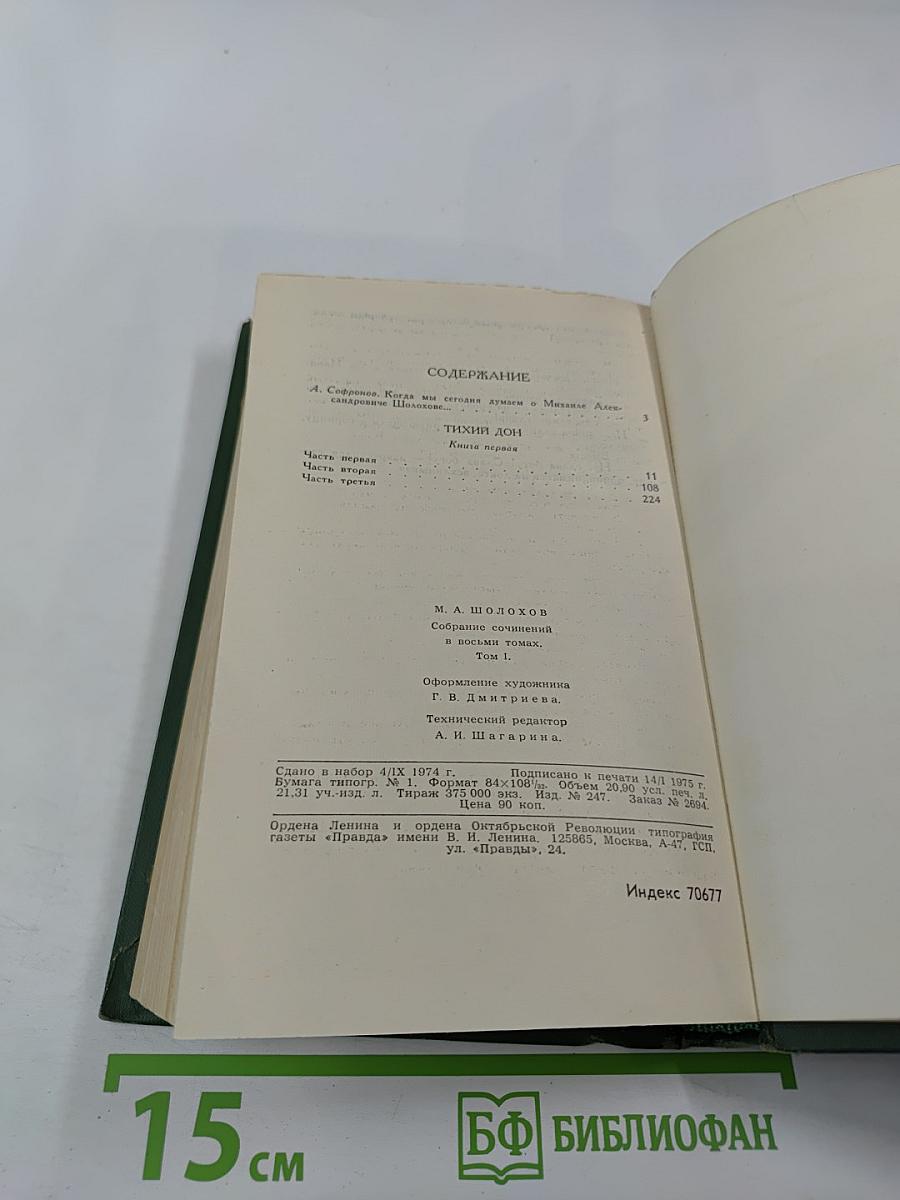 СОДЕРЖАНИЕ
А. Софронов. Когда мы сегодня думаем о Михаиле Алек-
сандровиче Шолохове... . . . . . . . . . . . . . 3
ТИХИЙ ДОН
Книга первая
Часть первая . . . . . . . . . . . . . . . . . . 11
Часть вторая . . . . . . . . . . . . . . . . . . 108
Часть третья . . . . . . . . . . . . . . . . . . 224
М. А. ШОЛОХОВ
Собрание сочинений
в восьми томах.
Том 1.
Оформление художника
Г. В. Дмитриева.
Технический редактор
А. И. Шагарина.
Сдано в набор 4/IX 1974 г. Подписано к печати 14/I 1975 г.
Бумага типогр. № 1. Формат 84×108¹/₃₂. Объем 20,90 усл. печ. л.
21,31 уч.-изд. л. Тираж 375 000 экз. Изд. № 247. Заказ № 2694.
Цена 90 коп.
Ордена Ленина и ордена Октябрьской Революции типография
газеты «Правда» имени В. И. Ленина. 125865, Москва, А-47, ГСП,
ул. «Правды», 24.
Индекс 70677
15 см
БФ БИБЛИОФАН